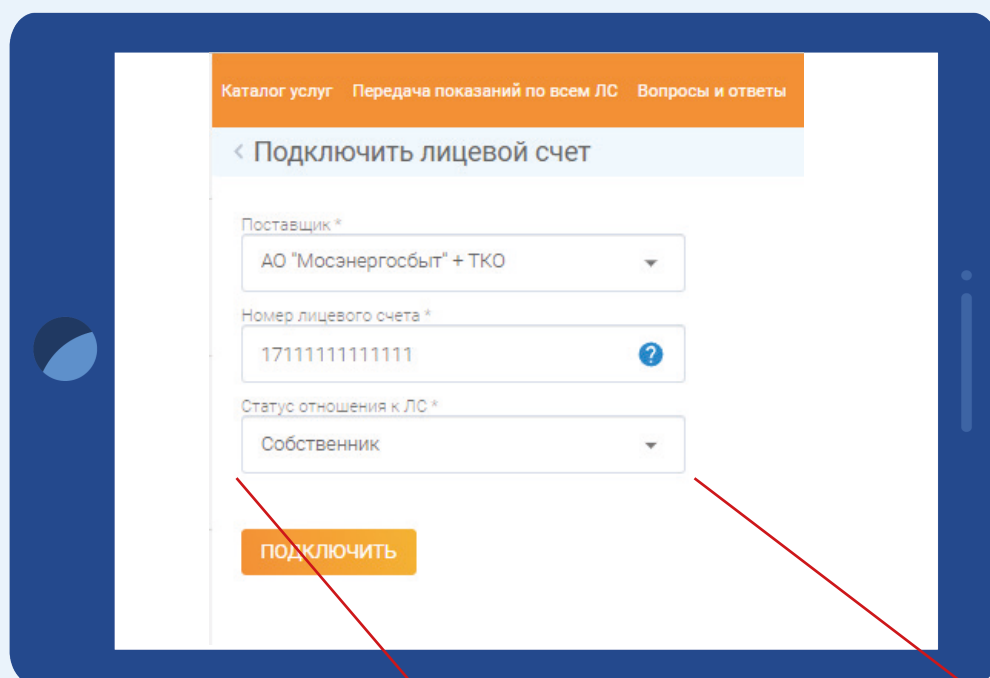 Каталог услуг Передача показаний по всем ЛС Вопросы и ответы
Подключить лицевой счет
Поставщик *
АО "Мосэнергосбыт" + ТКО
Номер лицевого счета *
17111111111111
?
Статус отношения к ЛС *
Собственник
ПОДКЛЮЧИТЬ